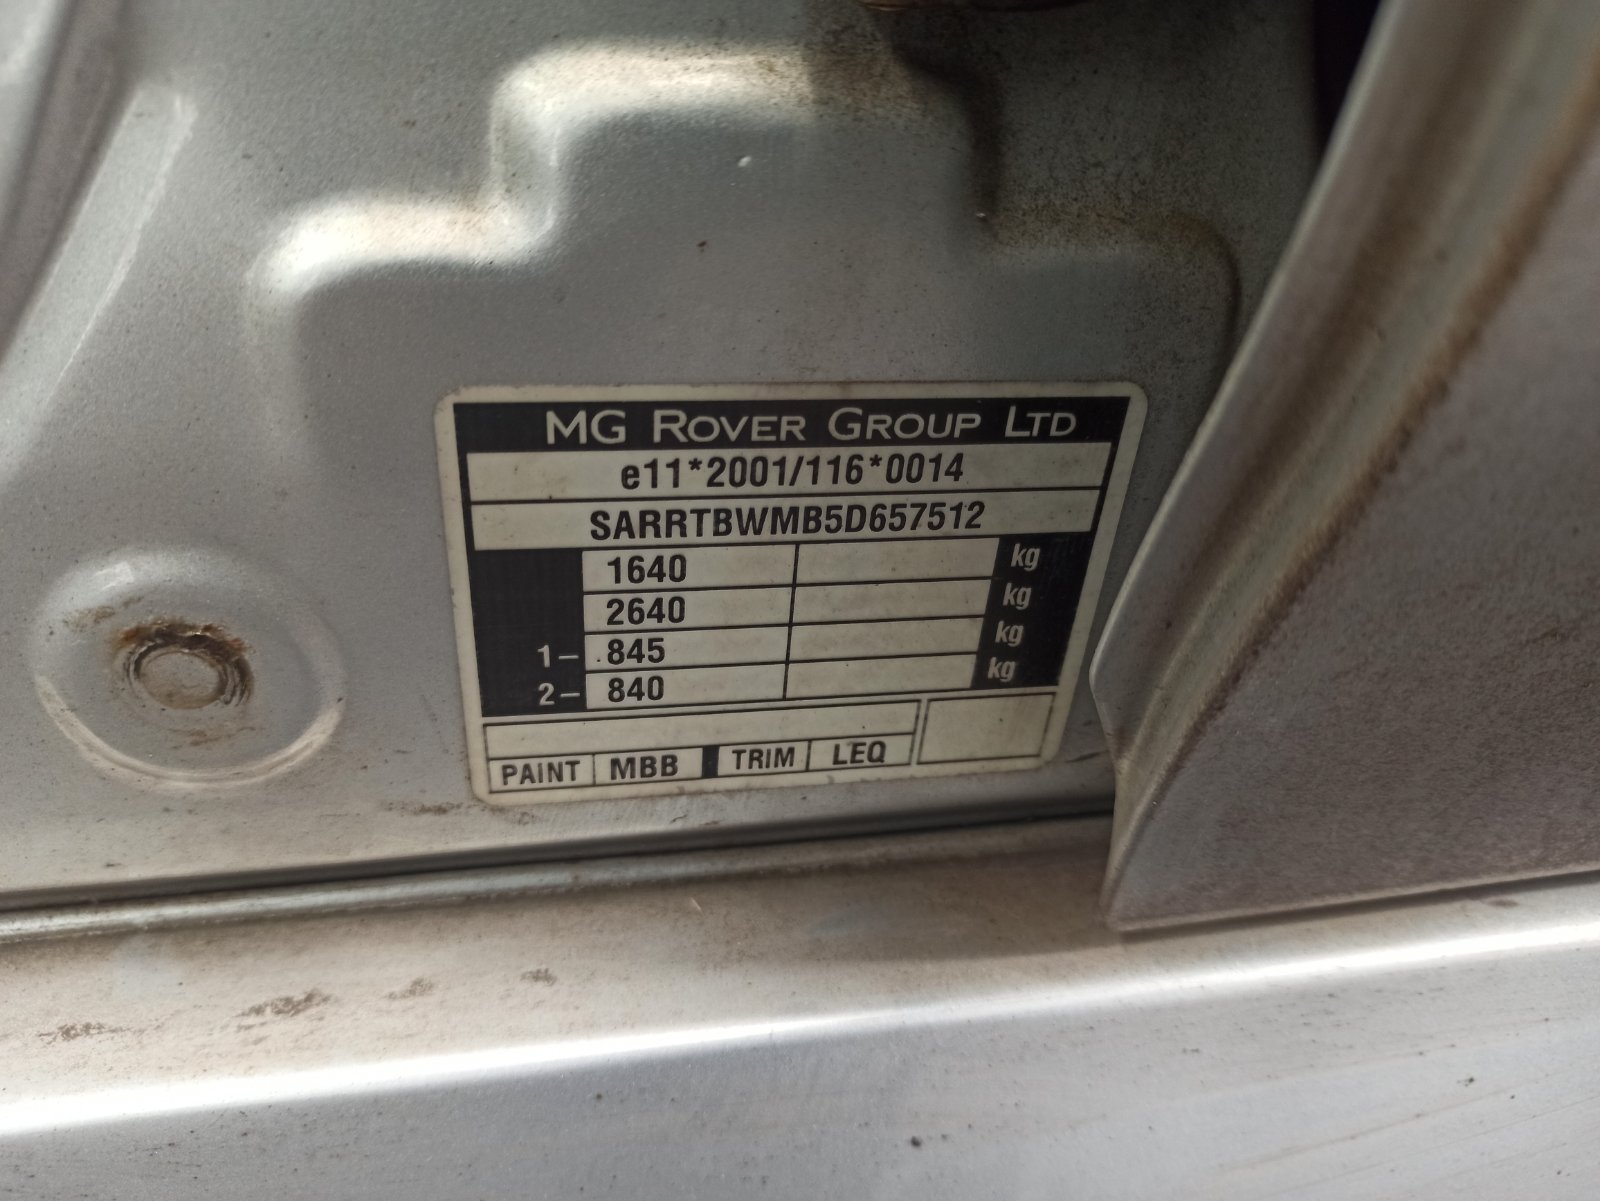 MG ROVER GROUP LTD
e11*2001/116*0014
SARRTBWMB5D657512
1640 kg
2640 kg
1– 845 kg
2– 840 kg
PAINT MBB TRIM LEQ